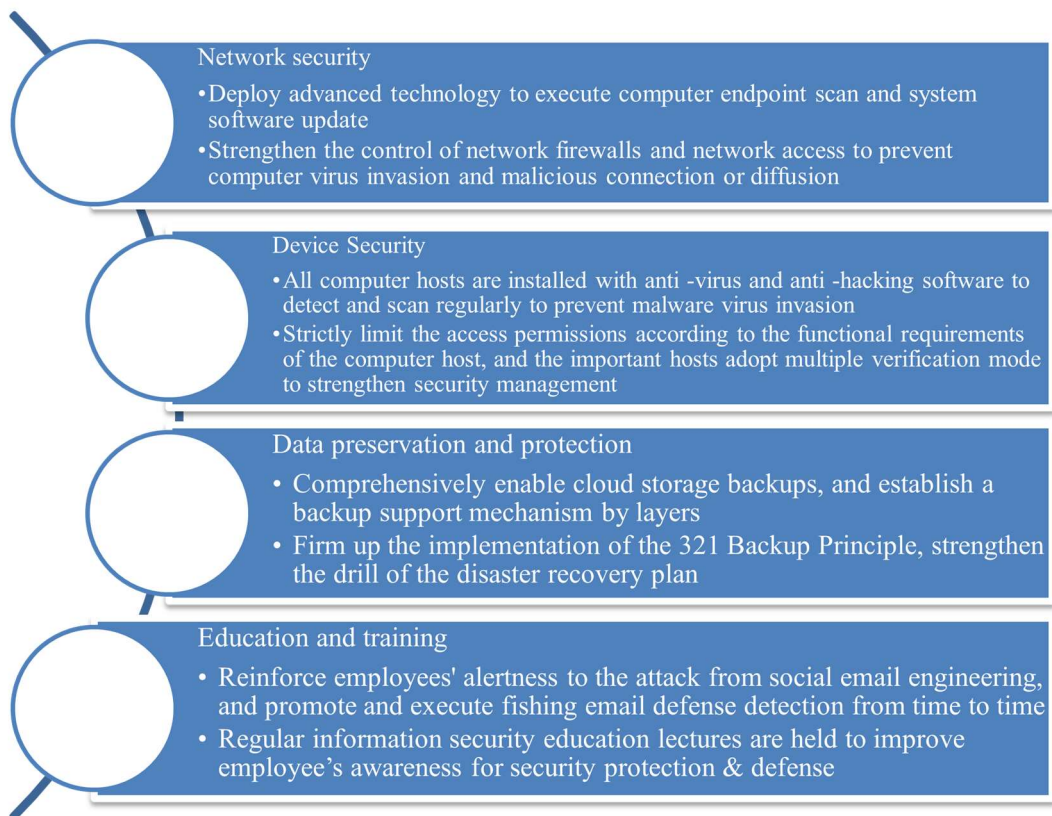 Network security
•Deploy advanced technology to execute computer endpoint scan and system
software update
•Strengthen the control of network firewalls and network access to prevent
computer virus invasion and malicious connection or diffusion
Device Security
•All computer hosts are installed with anti -virus and anti -hacking software to
detect and scan regularly to prevent malware virus invasion
•Strictly limit the access permissions according to the functional requirements
of the computer host, and the important hosts adopt multiple verification mode
to strengthen security management
Data preservation and protection
• Comprehensively enable cloud storage backups, and establish a
backup support mechanism by layers
• Firm up the implementation of the 321 Backup Principle, strengthen
the drill of the disaster recovery plan
Education and training
• Reinforce employees' alertness to the attack from social email engineering,
and promote and execute fishing email defense detection from time to time
• Regular information security education lectures are held to improve
employee’s awareness for security protection & defense